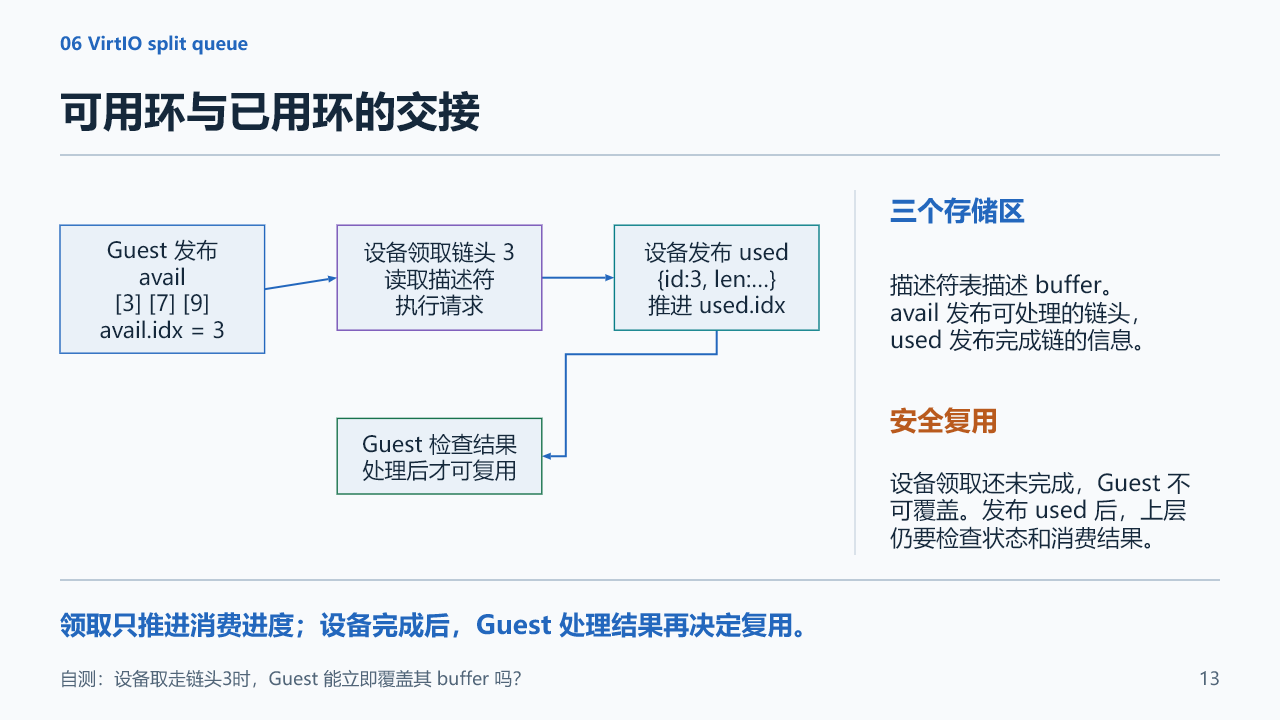 06 VirtIO split queue
可用环与已用环的交接
Guest 发布
avail
[3] [7] [9]
avail.idx = 3
设备领取链头 3
读取描述符
执行请求
设备发布 used
{id:3, len:...}
推进 used.idx
Guest 检查结果
处理后才可复用
三个存储区
描述符表描述 buffer。
avail 发布可处理的链头，
used 发布完成链的信息。
安全复用
设备领取还未完成，Guest 不
可覆盖。发布 used 后，上层
仍要检查状态和消费结果。
领取只推进消费进度；设备完成后，Guest 处理结果再决定复用。
自测：设备取走链头3时，Guest 能立即覆盖其 buffer 吗？
13